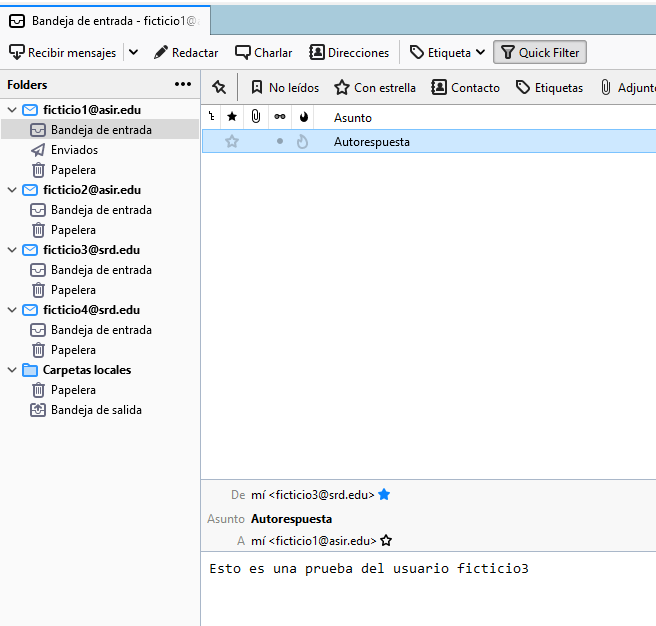 Bandeja de entrada - ficticio1@
Recibir mensajes Redactar Charlar Direcciones Etiqueta Quick Filter
Folders
No leídos Con estrella Contacto Etiquetas Adjunt
Asunto
Autorespuesta
ficticio1@asir.edu
Bandeja de entrada
Enviados
Papelera
ficticio2@asir.edu
Bandeja de entrada
Papelera
ficticio3@srd.edu
Bandeja de entrada
Papelera
ficticio4@srd.edu
Bandeja de entrada
Papelera
Carpetas locales
Papelera
Bandeja de salida
De mí <ficticio3@srd.edu>
Asunto Autorespuesta
A mí <ficticio1@asir.edu>
Esto es una prueba del usuario ficticio3